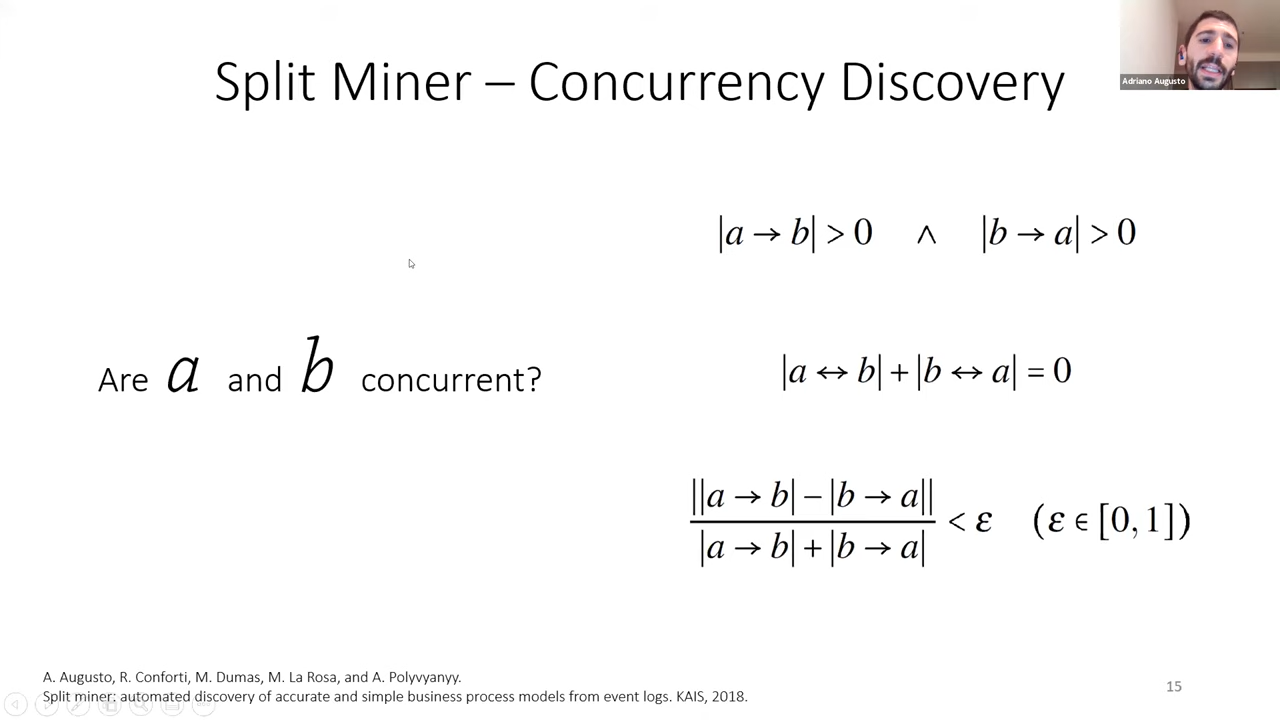 Adriano Augusto
Split Miner – Concurrency Discovery
|a → b| > 0 ∧ |b → a| > 0
Are a and b concurrent?
|a ↔ b| + |b ↔ a| = 0
||a → b| − |b → a||
|a → b| + |b → a|
< ε (ε ∈ [0, 1])
A. Augusto, R. Conforti, M. Dumas, M. La Rosa, and A. Polyvyanyy.
Split miner: automated discovery of accurate and simple business process models from event logs. KAIS, 2018.
15